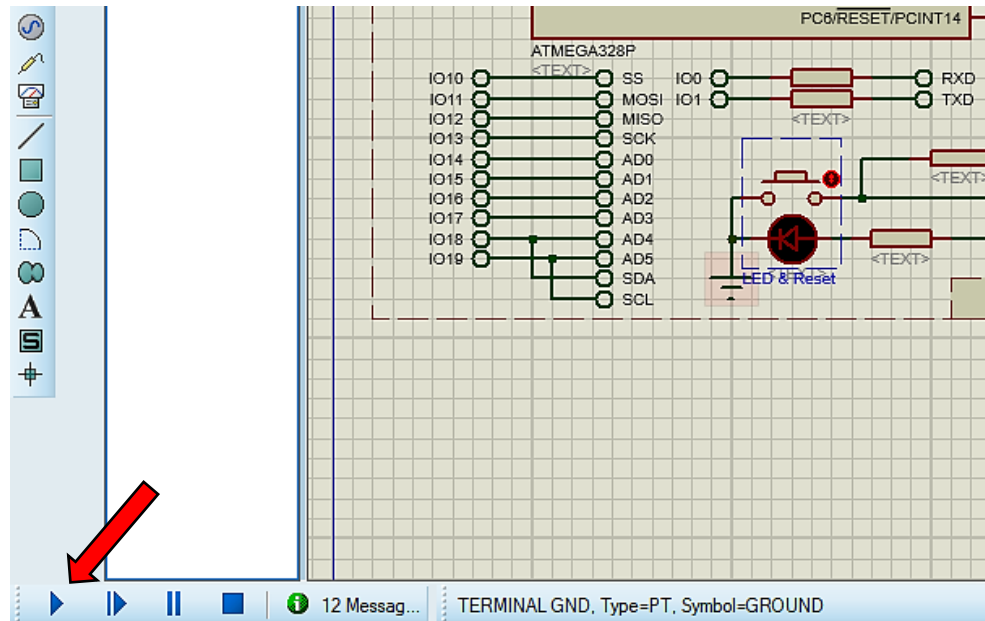 PC6/RESET/PCINT14
ATMEGA328P
<TEXT>
IO10 SS IO0 RXD
IO11 MOSI IO1 TXD
IO12 MISO <TEXT>
IO13 SCK
IO14 AD0
IO15 AD1 <TEXT>
IO16 AD2
IO17 AD3
IO18 AD4
IO19 AD5 <TEXT>
SDA LED & Reset
SCL
A
S
12 Messag... TERMINAL GND, Type=PT, Symbol=GROUND